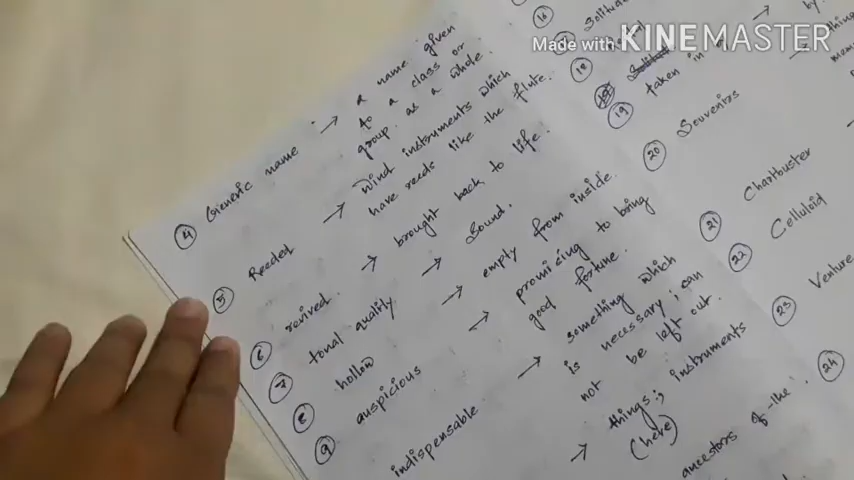 Made with KINEMASTER
4 Generic name → a name given
to a class or
group as a whole.
5 Reeded → Wind instruments which
have reeds like the flute.
6 revived → brought back to life.
7 tonal quality → Sound.
8 hollow → empty from inside.
9 auspicious → promicing to bring
good fortune.
indispensable → something which
is necessary; can
not be left out.
→ things; instruments
(here)
ancestors of the
16
18
19 taken in by
20 Souvenirs
21 Chartbuster
22 Celluloid
23 Venture
24